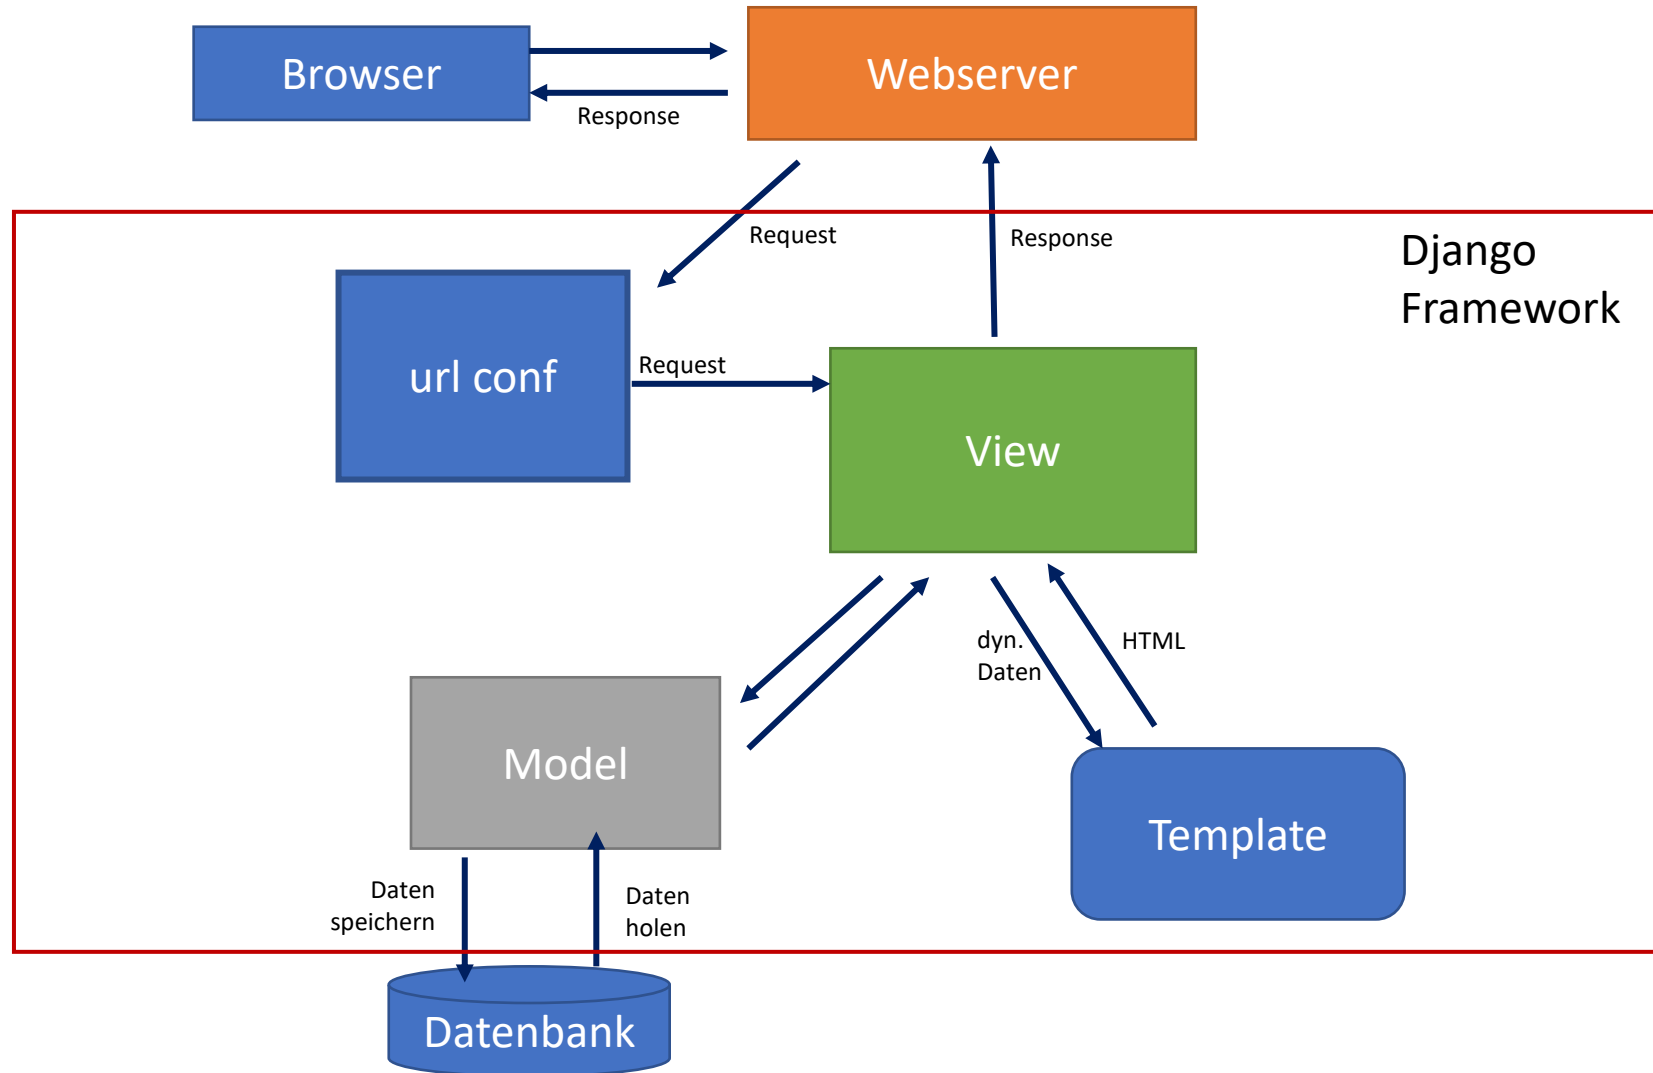 Browser
Webserver
Response
Request
Response
Django
Framework
url conf
Request
View
dyn.
Daten
HTML
Model
Template
Daten
speichern
Daten
holen
Datenbank